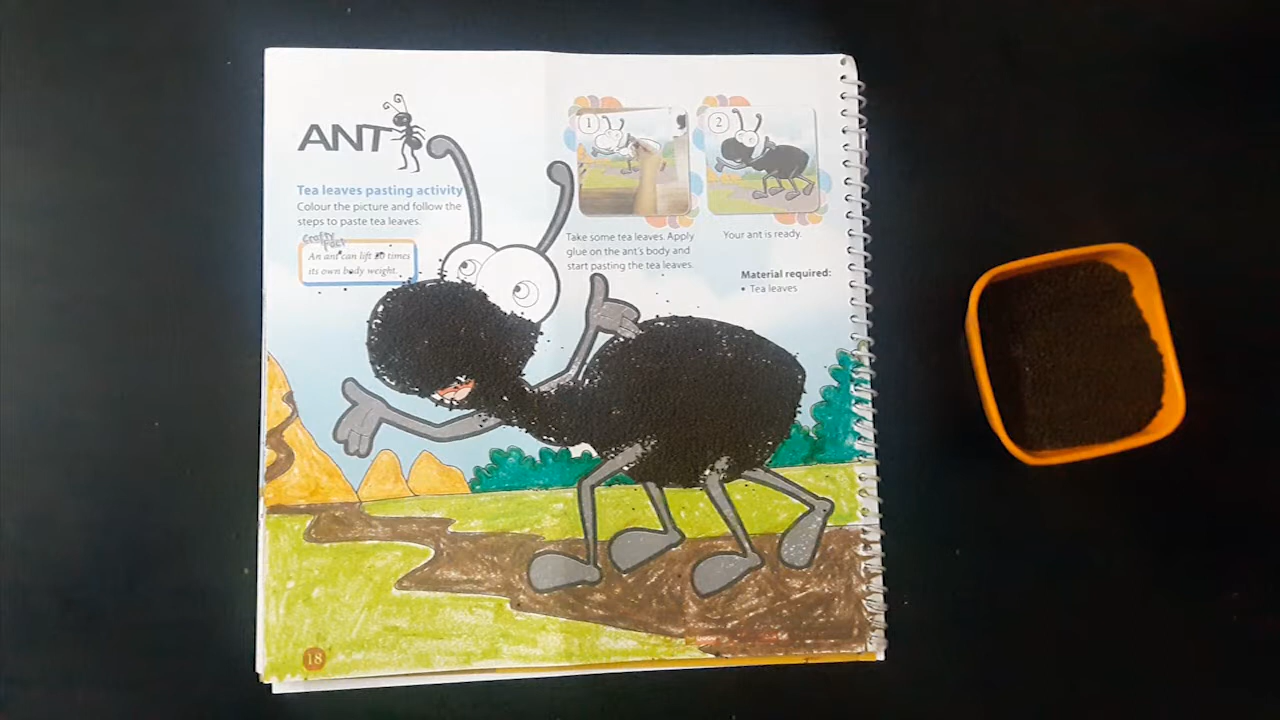 ANT
Tea leaves pasting activity
Colour the picture and follow the
steps to paste tea leaves.
Crafty
Fact
An ant can lift 20 times
its own body weight.
1
Take some tea leaves. Apply
glue on the ant's body and
start pasting the tea leaves.
2
Your ant is ready.
Material required:
• Tea leaves
18